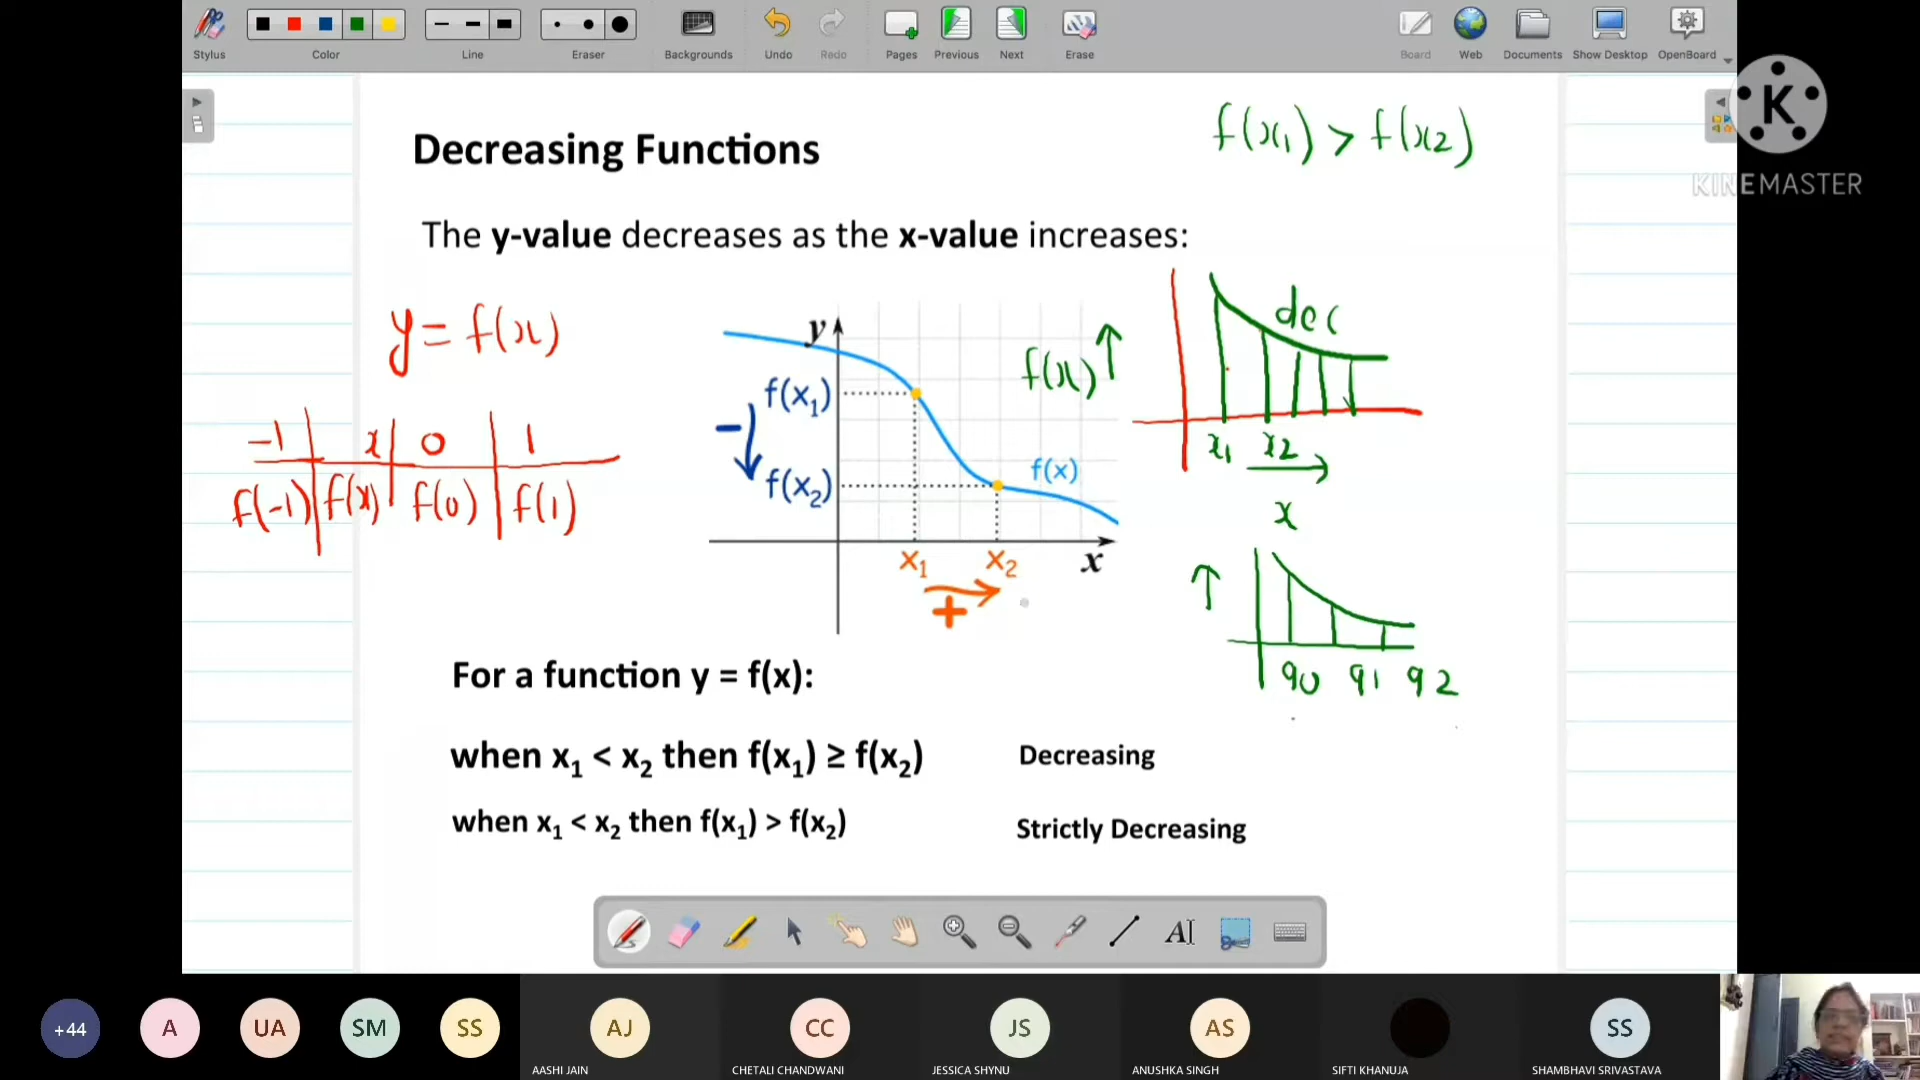 Stylus
Color
Line
Eraser
Backgrounds
Undo
Redo
Pages
Previous
Next
Erase
Board
Web
Documents
Show Desktop
OpenBoard
K
KINEMASTER
f(x1) > f(x2)
Decreasing Functions
The y-value decreases as the x-value increases:
y = f(x)
-1 x 0 1
f(-1) f(x) f(0) f(1)
y
f(x1)
f(x2)
f(x)
x1 x2 x
+
−
f(x) ↑
dec
x1 x2
x
↑
90 91 92
For a function y = f(x):
when x1 < x2 then f(x1) ≥ f(x2) Decreasing
when x1 < x2 then f(x1) > f(x2) Strictly Decreasing
AI
+44
A
UA
SM
SS
AJ
CC
JS
AS
SS
AASHI JAIN
CHETALI CHANDWANI
JESSICA SHYNU
ANUSHKA SINGH
SIFTI KHANUJA
SHAMBHAVI SRIVASTAVA